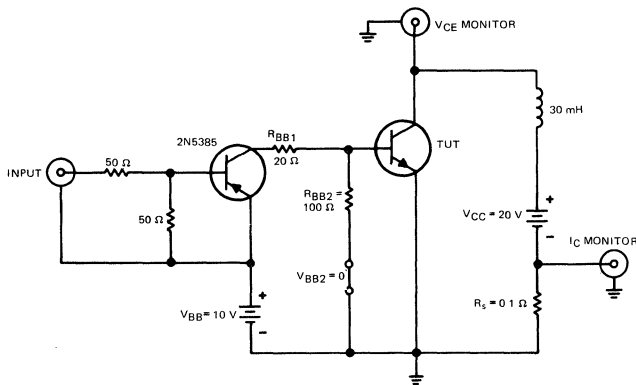 VCE MONITOR
2N5385
RBB1
20 Ω
TUT
30 mH
INPUT
50 Ω
50 Ω
RBB2 =
100 Ω
VCC = 20 V
+
−
IC MONITOR
VBB2 = 0
VBB = 10 V
+
−
Rs = 0 1 Ω